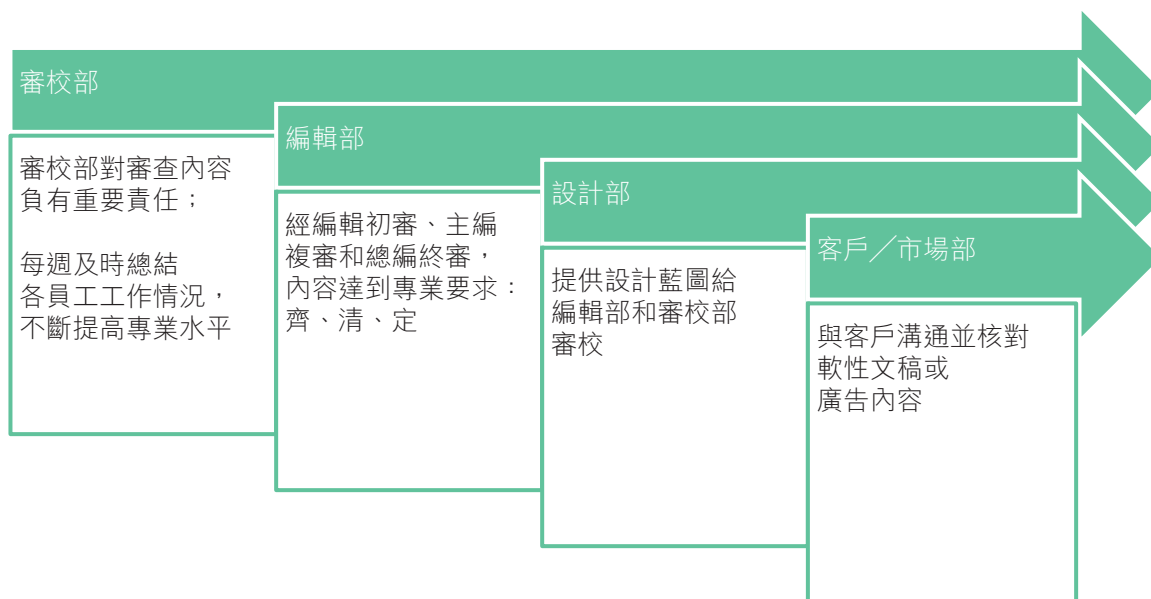 審校部
審校部對審查內容
負有重要責任；
每週及時總結
各員工工作情況，
不斷提高專業水平
編輯部
經編輯初審、主編
複審和總編終審，
內容達到專業要求：
齊、清、定
設計部
提供設計藍圖給
編輯部和審校部
審校
客戶／市場部
與客戶溝通並核對
軟性文稿或
廣告內容